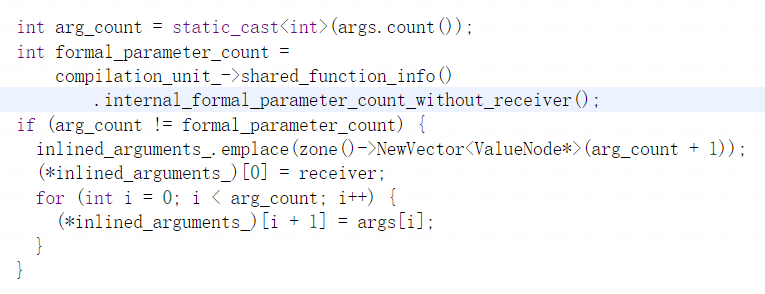 int arg_count = static_cast<int>(args.count());
int formal_parameter_count =
    compilation_unit_->shared_function_info()
        .internal_formal_parameter_count_without_receiver();
if (arg_count != formal_parameter_count) {
  inlined_arguments_.emplace(zone()->NewVector<ValueNode*>(arg_count + 1));
  (*inlined_arguments_)[0] = receiver;
  for (int i = 0; i < arg_count; i++) {
    (*inlined_arguments_)[i + 1] = args[i];
  }
}